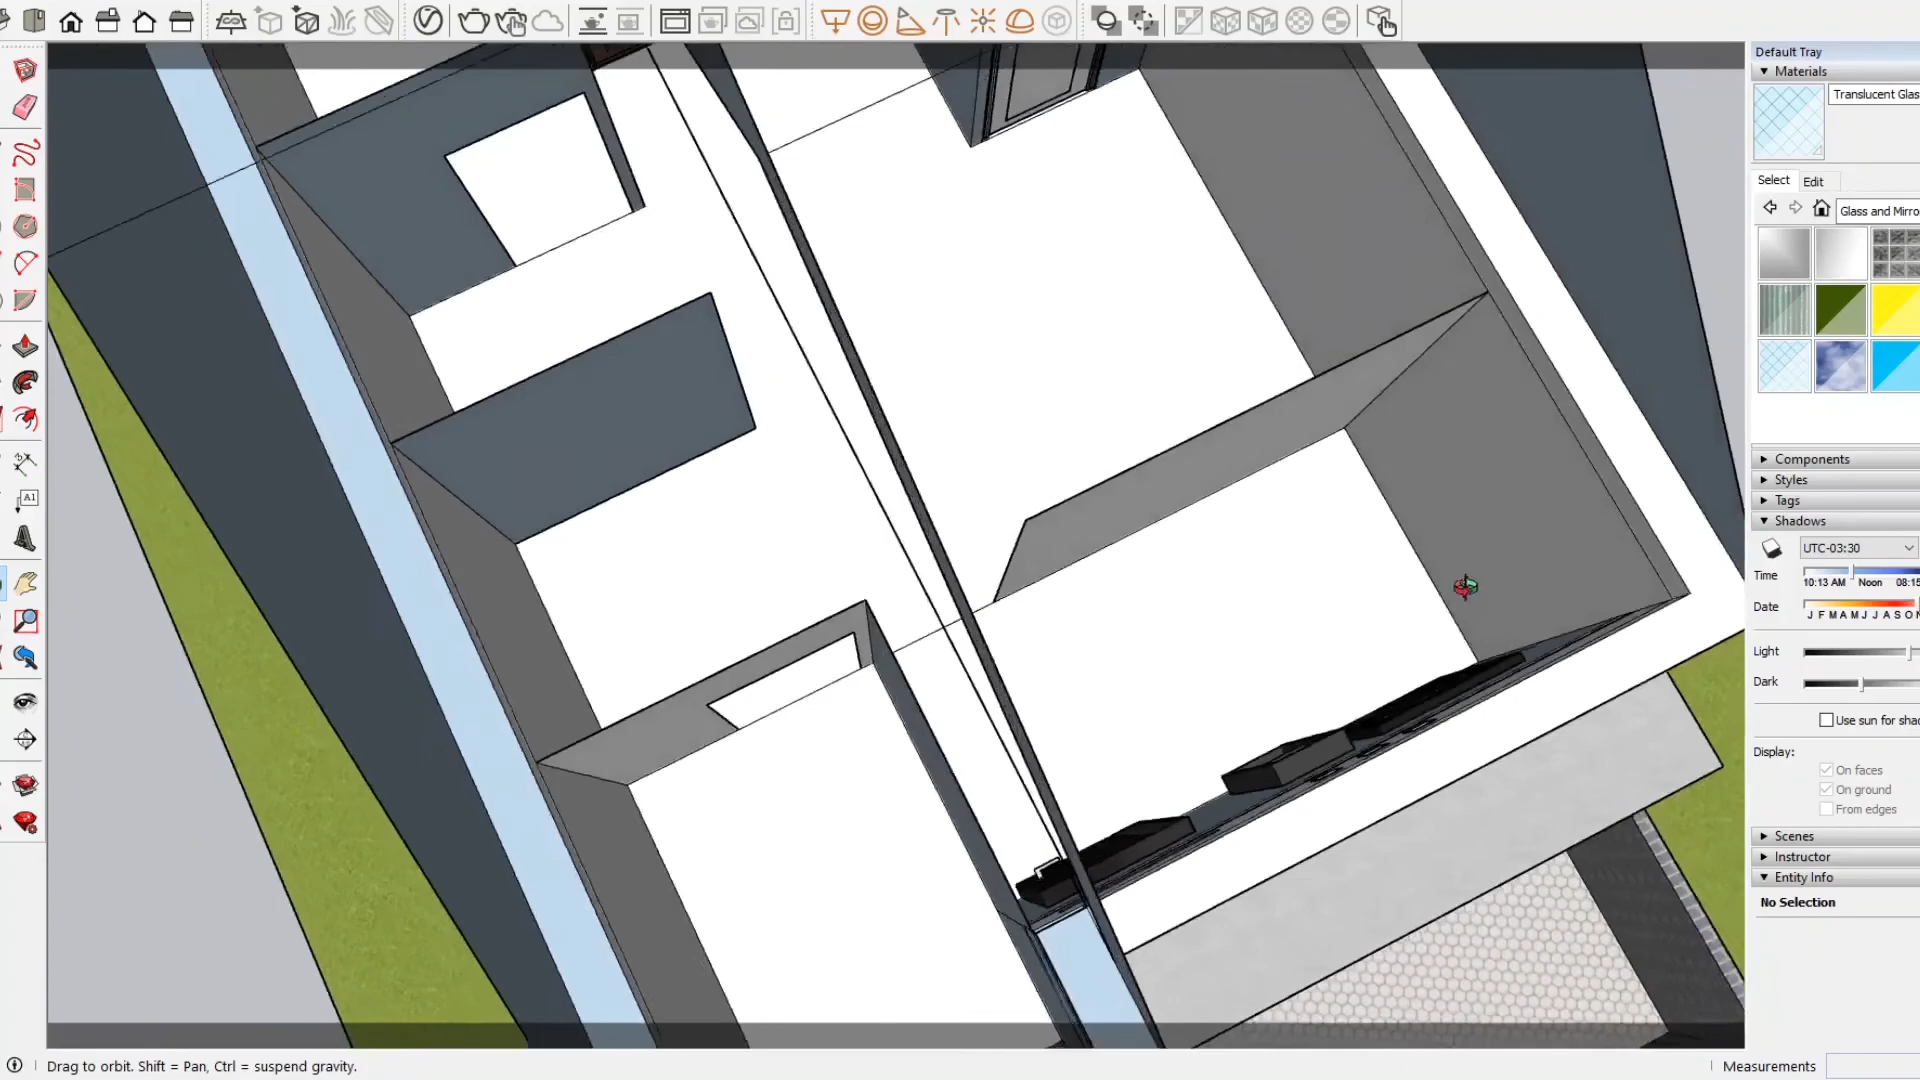 Default Tray
Materials
Translucent Glas
Select Edit
Glass and Mirro
Components
Styles
Tags
Shadows
UTC-03:30
Time
10:13 AM Noon 08:15
Date
J F M A M J J A S O N
Light
Dark
Use sun for shad
Display:
On faces
On ground
From edges
Scenes
Instructor
Entity Info
No Selection
A1
Drag to orbit. Shift = Pan, Ctrl = suspend gravity.
Measurements